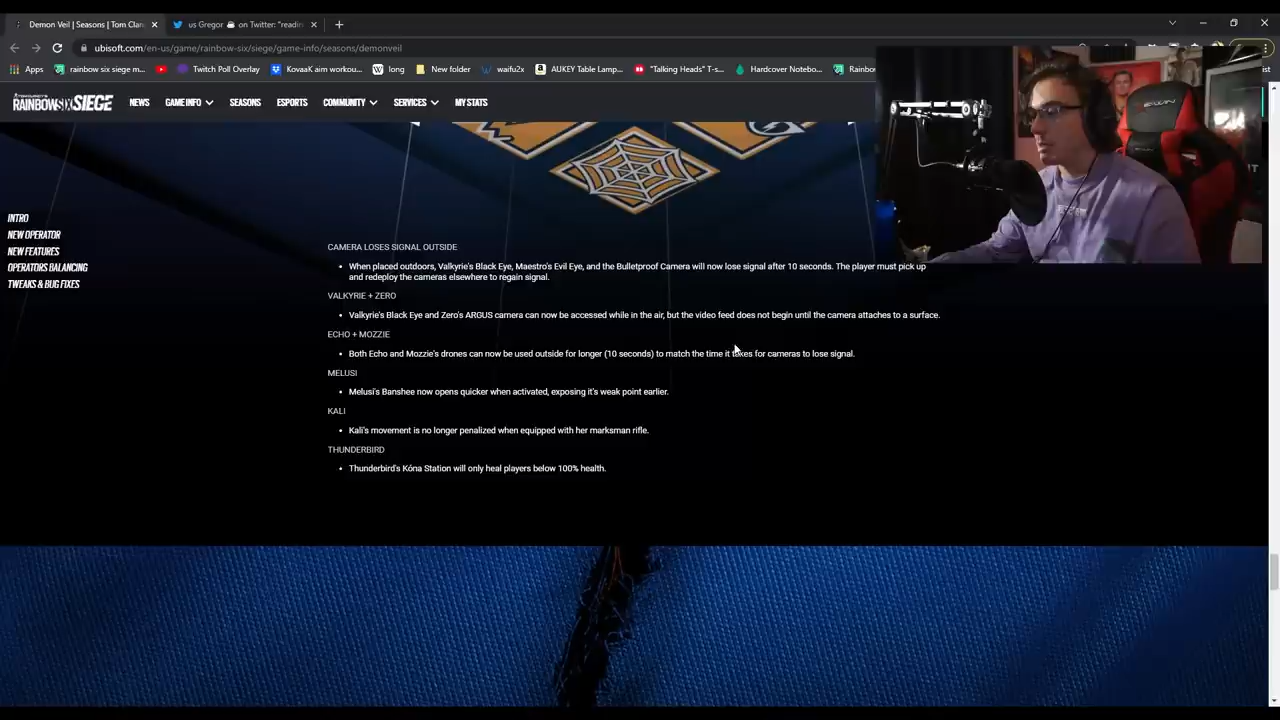 Demon Veil | Seasons | Tom Clan
us Gregor on Twitter: "readin
ubisoft.com/en-us/game/rainbow-six/siege/game-info/seasons/demonveil
Apps rainbow six siege m... Twitch Poll Overlay KovaaK aim workou... long New folder waifu2x AUKEY Table Lamp,... "Talking Heads" T-s... Hardcover Notebo... Rainbow
RAINBOW SIX SIEGE NEWS GAME INFO SEASONS ESPORTS COMMUNITY SERVICES MY STATS
INTRO
NEW OPERATOR
NEW FEATURES
OPERATORS BALANCING
TWEAKS & BUG FIXES
CAMERA LOSES SIGNAL OUTSIDE
• When placed outdoors, Valkyrie's Black Eye, Maestro's Evil Eye, and the Bulletproof Camera will now lose signal after 10 seconds. The player must pick up
and redeploy the cameras elsewhere to regain signal.
VALKYRIE + ZERO
• Valkyrie's Black Eye and Zero's ARGUS camera can now be accessed while in the air, but the video feed does not begin until the camera attaches to a surface.
ECHO + MOZZIE
• Both Echo and Mozzie's drones can now be used outside for longer (10 seconds) to match the time it takes for cameras to lose signal.
MELUSI
• Melusi's Banshee now opens quicker when activated, exposing it's weak point earlier.
KALI
• Kali's movement is no longer penalized when equipped with her marksman rifle.
THUNDERBIRD
• Thunderbird's Kóna Station will only heal players below 100% health.